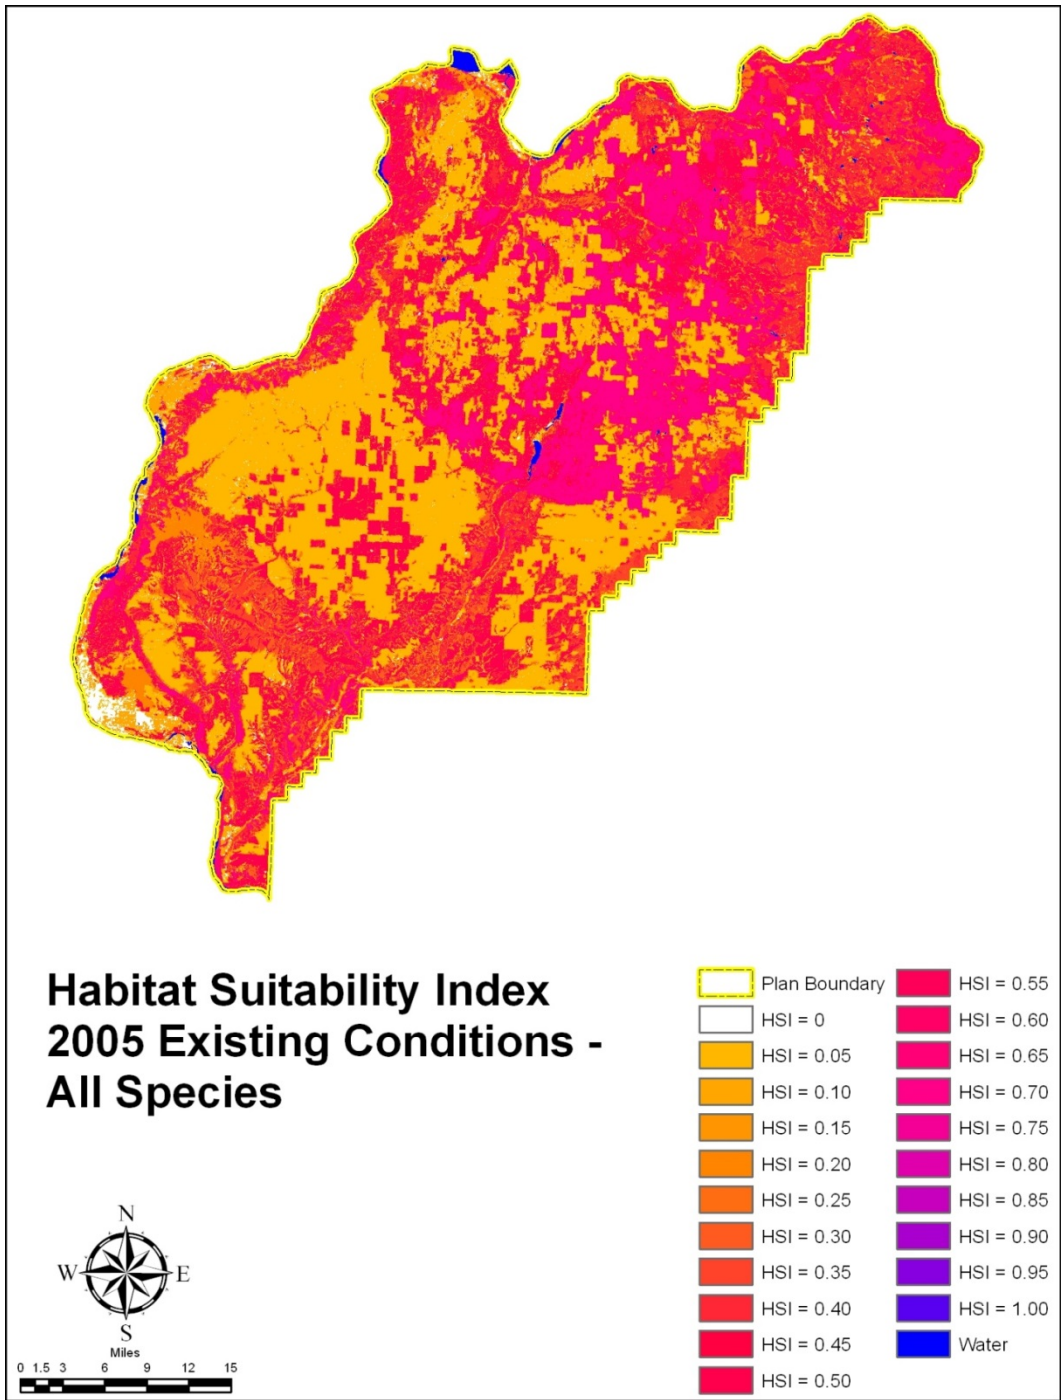 Habitat Suitability Index
2005 Existing Conditions -
All Species
Plan Boundary
HSI = 0
HSI = 0.05
HSI = 0.10
HSI = 0.15
HSI = 0.20
HSI = 0.25
HSI = 0.30
HSI = 0.35
HSI = 0.40
HSI = 0.45
HSI = 0.50
HSI = 0.55
HSI = 0.60
HSI = 0.65
HSI = 0.70
HSI = 0.75
HSI = 0.80
HSI = 0.85
HSI = 0.90
HSI = 0.95
HSI = 1.00
Water
N
W E
S
Miles
0 1.5 3 6 9 12 15